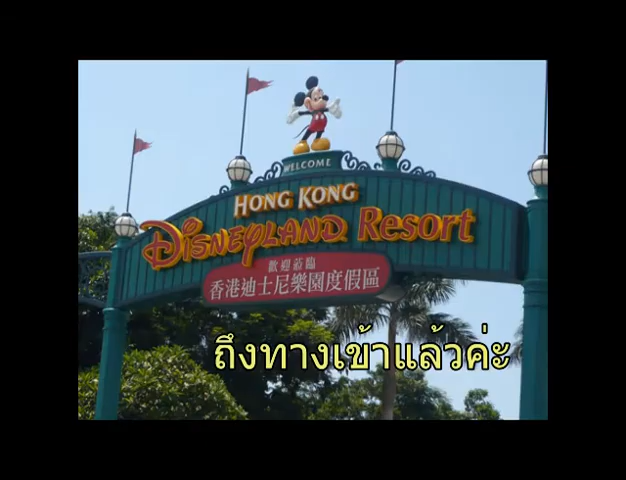 WELCOME
HONG KONG
DISNEYLAND Resort
歡迎蒞臨
香港迪士尼樂園度假區
ถึงทางเข้าแล้วค่ะ